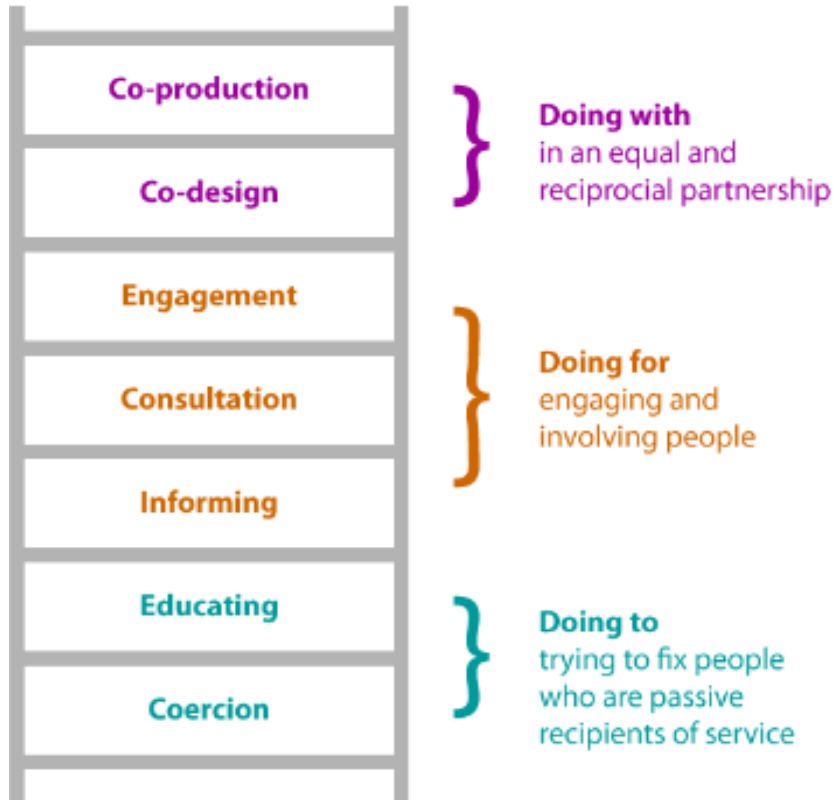 Co-production
Co-design
Doing with
in an equal and
reciprocial partnership
Engagement
Consultation
Informing
Doing for
engaging and
involving people
Educating
Coercion
Doing to
trying to fix people
who are passive
recipients of service